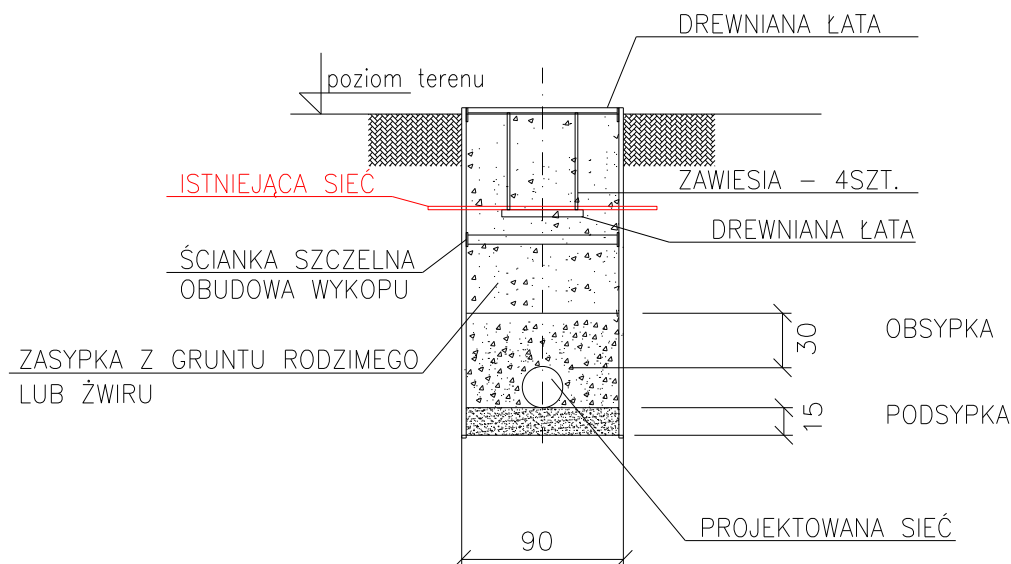 DREWNIANA ŁATA
poziom terenu
ISTNIEJĄCA SIEĆ
ZAWIESIA – 4SZT.
DREWNIANA ŁATA
ŚCIANKA SZCZELNA
OBUDOWA WYKOPU
30
OBSYPKA
ZASYPKA Z GRUNTU RODZIMEGO
LUB ŻWIRU
15
PODSYPKA
PROJEKTOWANA SIEĆ
90